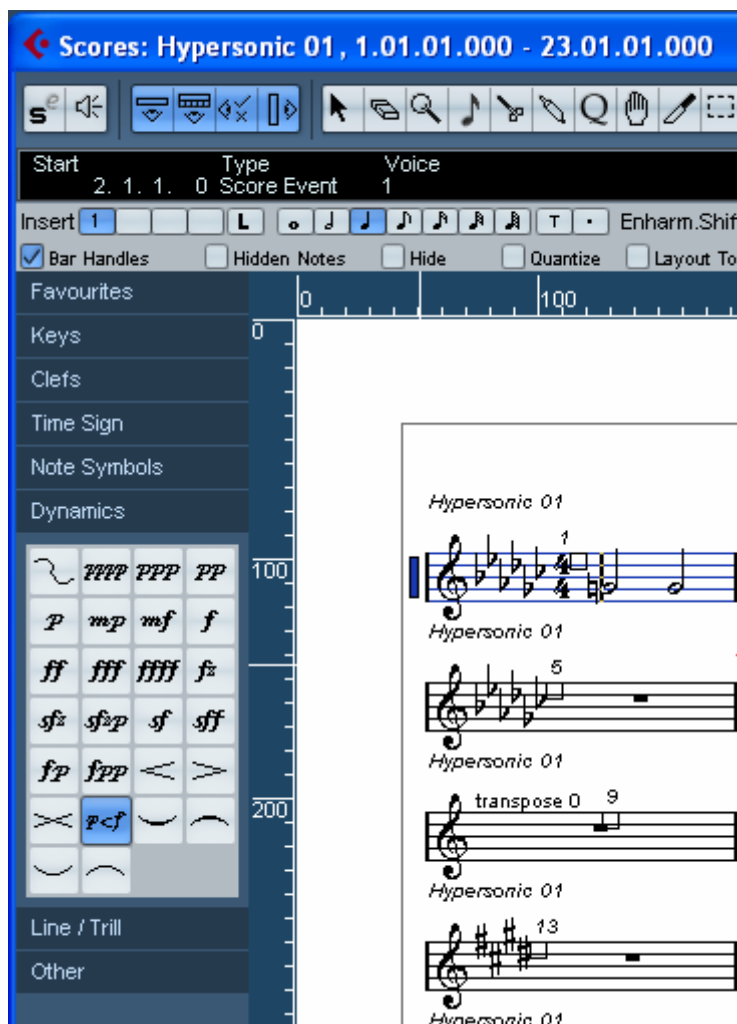 Scores: Hypersonic 01, 1.01.01.000 - 23.01.01.000
se
Q
Start Type Voice
2. 1. 1. 0 Score Event 1
Insert 1 L T . Enharm.Shif
Bar Handles Hidden Notes Hide Quantize Layout To
Favourites
0 100
Keys
0
Clefs
Time Sign
Note Symbols
Dynamics
Hypersonic 01
1
4
4
pppp ppp pp
100
p mp mf f
Hypersonic 01
ff fff ffff fz
5
sfz sfzp sf sff
Hypersonic 01
fp fpp < >
200
transpose 0 9
p<f
Hypersonic 01
Line / Trill
13
Other
Hypersonic 01